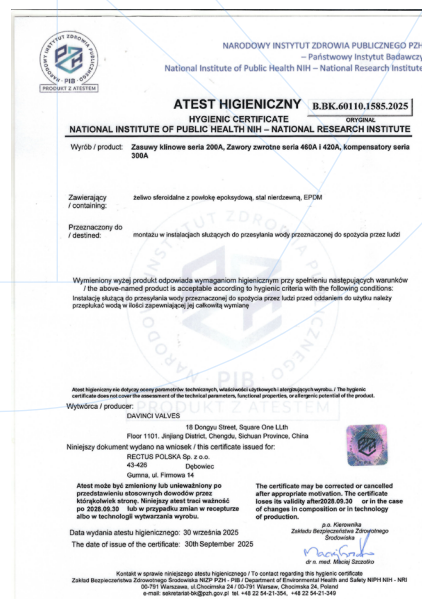 NARODOWY INSTYTUT ZDROWIA PUBLICZNEGO PZH
– Państwowy Instytut Badawczy
National Institute of Public Health NIH – National Research Institute
NARODOWY INSTYTUT ZDROWIA PUBLICZNEGO
PZH
- PIB -
PRODUKT Z ATESTEM
ATEST HIGIENICZNY B.BK.60110.1585.2025
HYGIENIC CERTIFICATE ORYGINAŁ
NATIONAL INSTITUTE OF PUBLIC HEALTH NIH – NATIONAL RESEARCH INSTITUTE
Wyrób / product: Zasuwy klinowe seria 200A, Zawory zwrotne seria 460A i 420A, kompensatory seria
300A
Zawierający
/ containing:
żeliwo sferoidalne z powłokę epoksydową, stal nierdzewną, EPDM
Przeznaczony do
/ destined:
montażu w instalacjach służących do przesyłania wody przeznaczonej do spożycia przez ludzi
Wymieniony wyżej produkt odpowiada wymaganiom higienicznym przy spełnieniu następujących warunków
/ the above-named product is acceptable according to hygienic criteria with the following conditions:
Instalację służącą do przesyłania wody przeznaczonej do spożycia przez ludzi przed oddaniem do użytku należy
przepłukać wodą w ilości zapewniającej jej całkowitą wymianę
Atest higieniczny nie dotyczy oceny parametrów technicznych, właściwości użytkowych i alergizujących wyrobu. / The hygienic
certificate does not cover the assessment of the technical parameters, functional properties, or allergenic potential of the product.
PRODUKT Z ATESTEM
Wytwórca / producer:
DAVINCI VALVES
18 Dongyu Street, Square One LLth
Floor 1101. Jinjiang District, Chengdu, Sichuan Province, China
Niniejszy dokument wydano na wniosek / this certificate issued for:
RECTUS POLSKA Sp. z o.o.
43-426 Dębowiec
Gumna, ul. Firmowa 14
Atest może być zmieniony lub unieważniony po
przedstawieniu stosownych dowodów przez
którąkolwiek stronę. Niniejszy atest traci ważność
po 2028.09.30 lub w przypadku zmian w recepturze
albo w technologii wytwarzania wyrobu.
The certificate may be corrected or cancelled
after appropriate motivation. The certificate
loses its validity after2028.09.30 or in the case
of changes in composition or in technology
of production.
Data wydania atestu higienicznego: 30 września 2025
The date of issue of the certificate: 30th September 2025
p.o. Kierownika
Zakładu Bezpieczeństwa Zdrowotnego
Środowiska
dr n. med. Maciej Szczotko
Kontakt w sprawie niniejszego atestu higienicznego / To contact regarding this hygienic certificate
Zakład Bezpieczeństwa Zdrowotnego Środowiska NIZP PZH - PIB / Department of Environmental Health and Safety NIPH NIH - NRI
00-791 Warszawa, ul.Chocimska 24 / 00-791 Warsaw, Chocimska 24, Poland
e-mail: sekretariat-bk@pzh.gov.pl tel. +48 22 54-21-354, +48 22 54-21-349